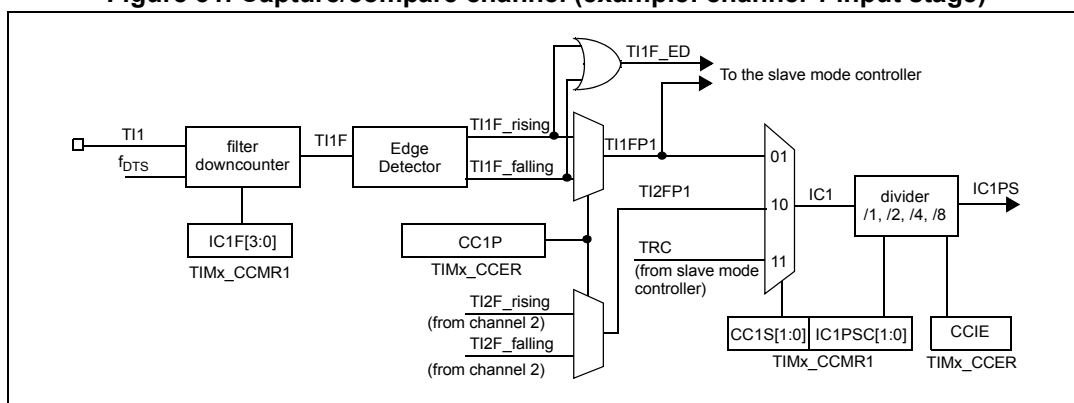 Figure 61. Capture/compare channel (example: channel 1 input stage)
TI1F_ED
To the slave mode controller
TI1
fDTS
filter
downcounter
TI1F
Edge
Detector
TI1F_rising
TI1F_falling
TI1FP1
TI2FP1
01
10
11
IC1
divider
/1, /2, /4, /8
IC1PS
IC1F[3:0]
TIMx_CCMR1
CC1P
TIMx_CCER
TRC
(from slave mode
controller)
TI2F_rising
(from channel 2)
TI2F_falling
(from channel 2)
CC1S[1:0]
IC1PSC[1:0]
TIMx_CCMR1
CCIE
TIMx_CCER